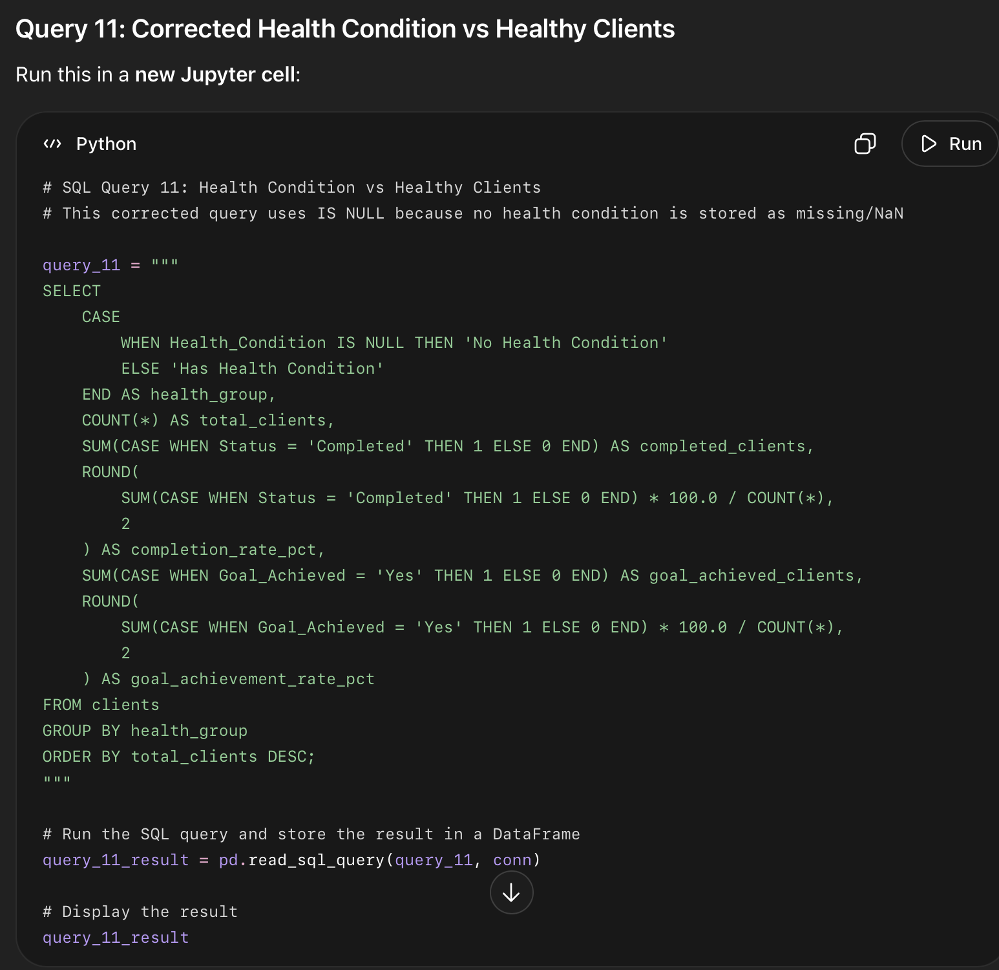 Query 11: Corrected Health Condition vs Healthy Clients
Run this in a new Jupyter cell:
Python
Run
# SQL Query 11: Health Condition vs Healthy Clients
# This corrected query uses IS NULL because no health condition is stored as missing/NaN
query_11 = """
SELECT
    CASE
        WHEN Health_Condition IS NULL THEN 'No Health Condition'
        ELSE 'Has Health Condition'
    END AS health_group,
    COUNT(*) AS total_clients,
    SUM(CASE WHEN Status = 'Completed' THEN 1 ELSE 0 END) AS completed_clients,
    ROUND(
        SUM(CASE WHEN Status = 'Completed' THEN 1 ELSE 0 END) * 100.0 / COUNT(*),
        2
    ) AS completion_rate_pct,
    SUM(CASE WHEN Goal_Achieved = 'Yes' THEN 1 ELSE 0 END) AS goal_achieved_clients,
    ROUND(
        SUM(CASE WHEN Goal_Achieved = 'Yes' THEN 1 ELSE 0 END) * 100.0 / COUNT(*),
        2
    ) AS goal_achievement_rate_pct
FROM clients
GROUP BY health_group
ORDER BY total_clients DESC;
"""
# Run the SQL query and store the result in a DataFrame
query_11_result = pd.read_sql_query(query_11, conn)
# Display the result
query_11_result